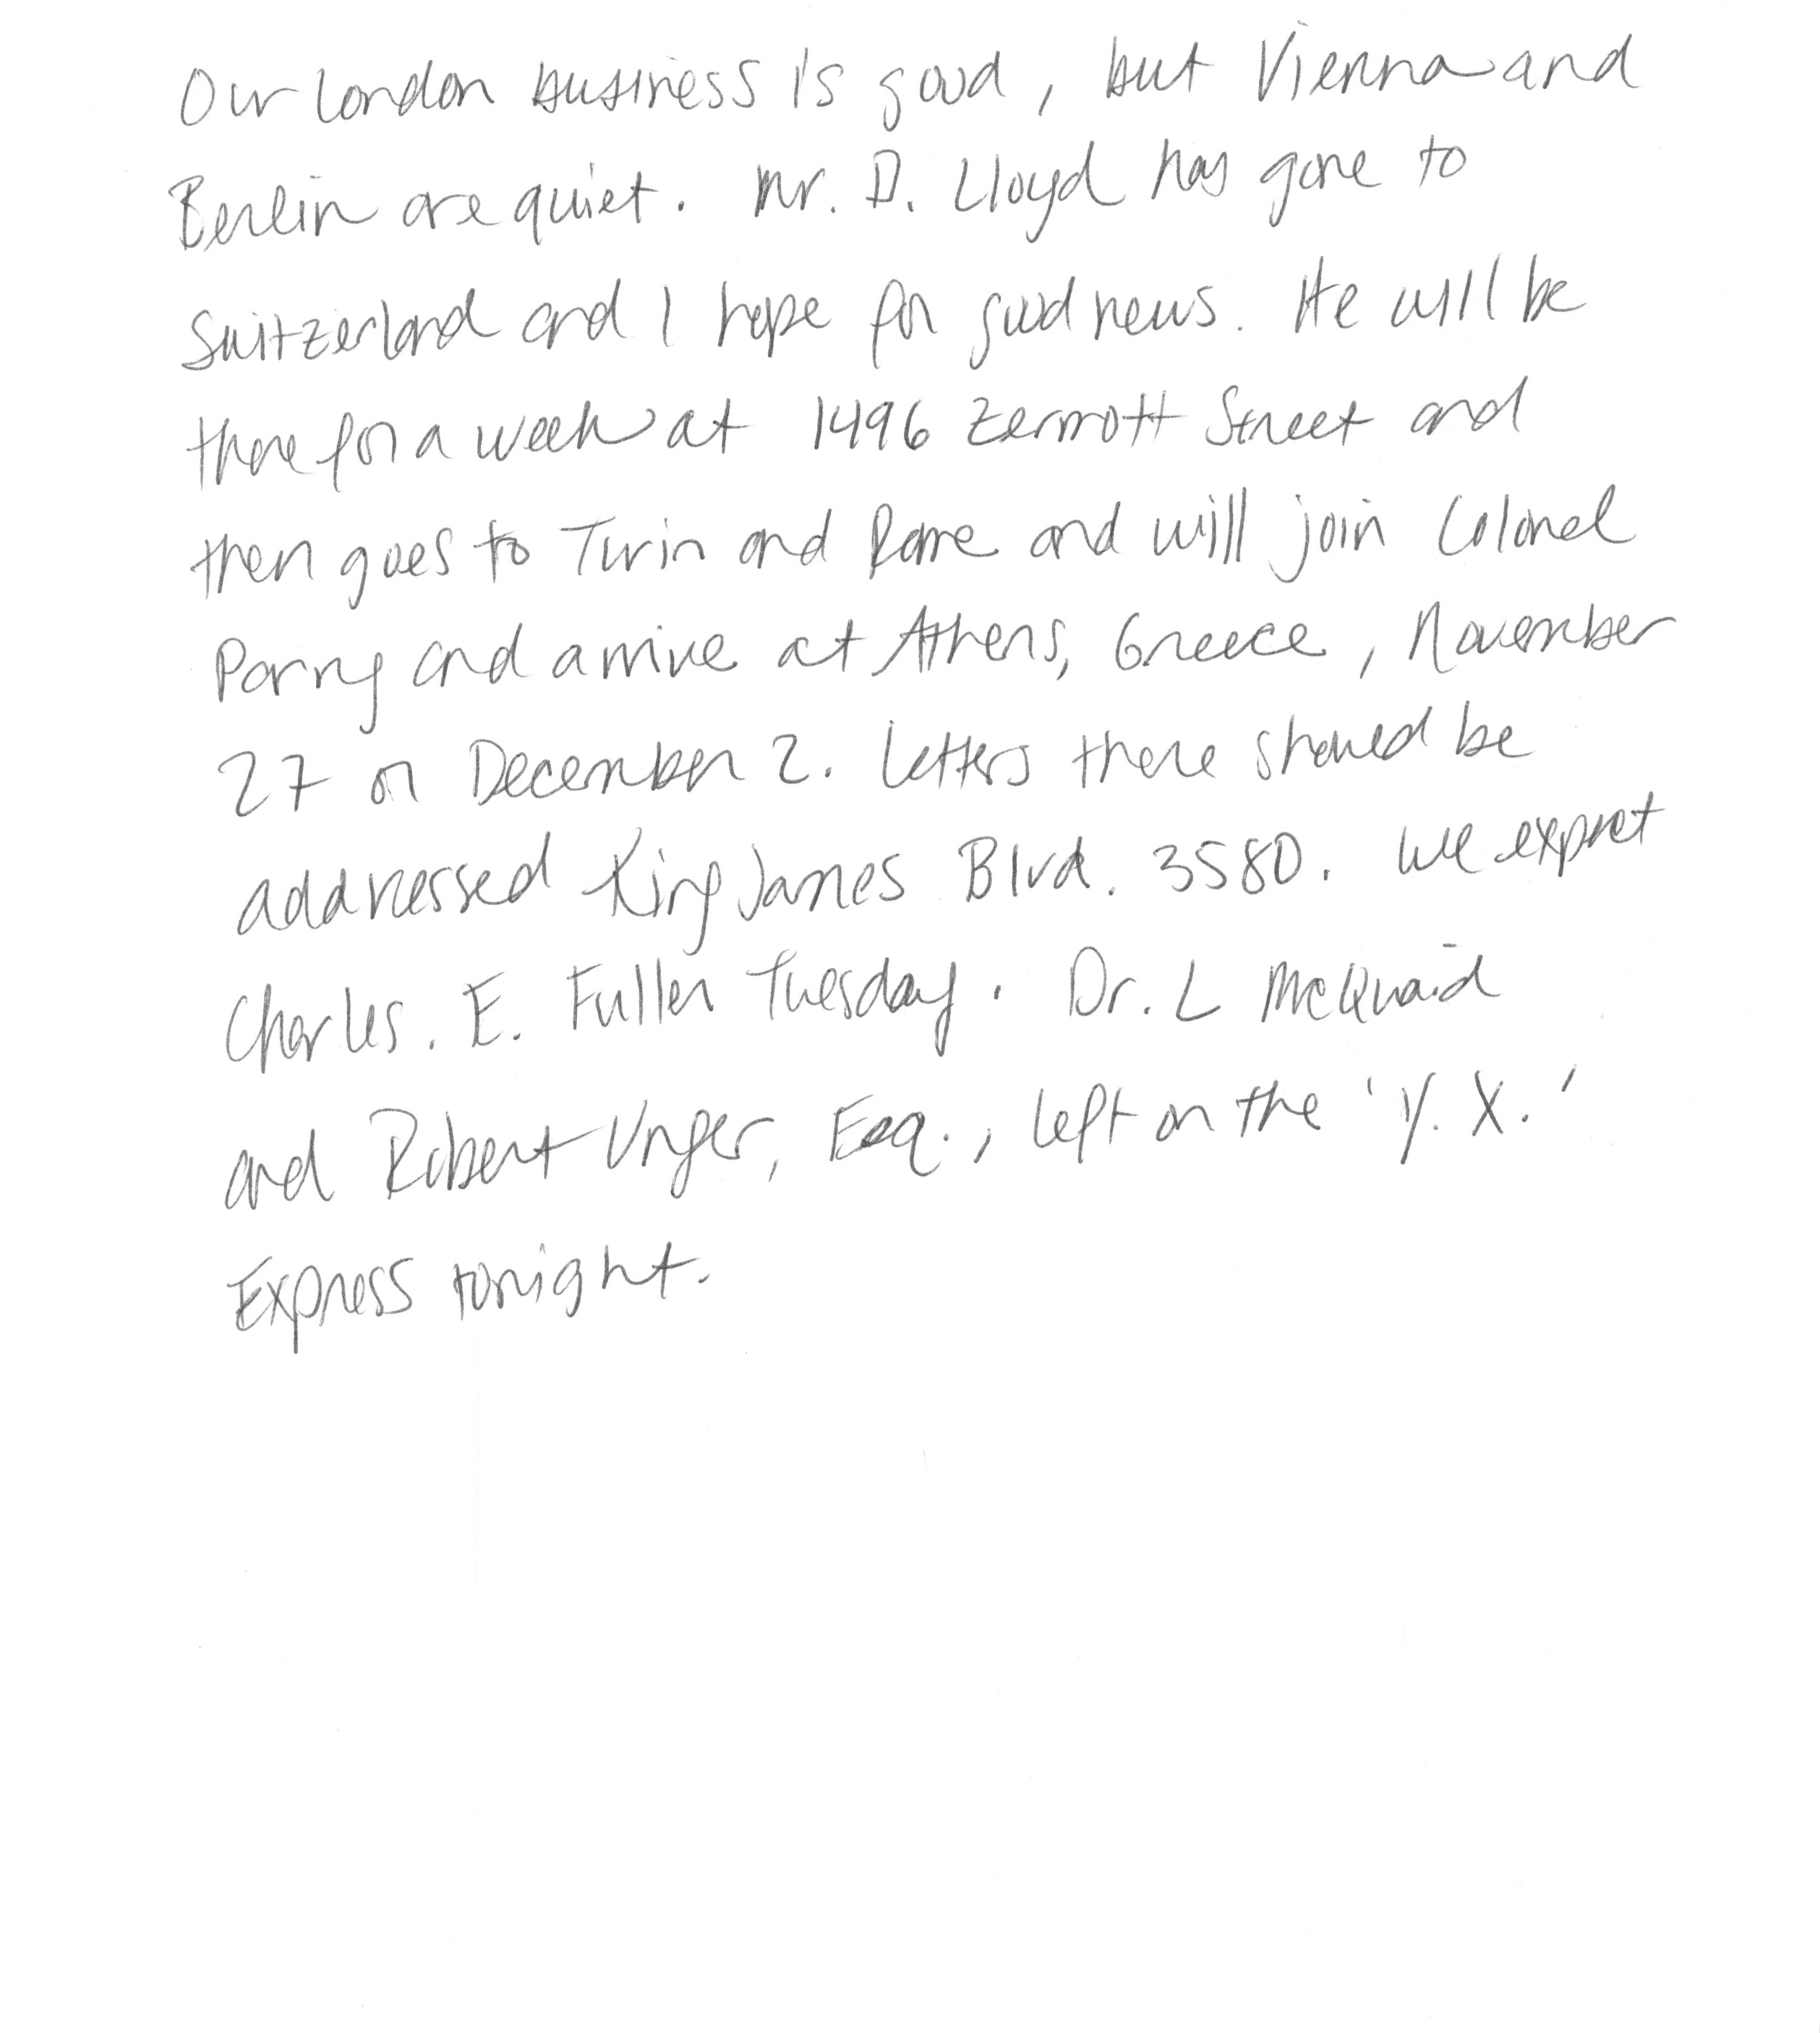 Our London business is good, but Vienna and
Berlin are quiet. Mr. D. Lloyd has gone to
Switzerland and I hope for good news. He will be
there for a week at 1496 Zermott Street and
then goes to Turin and Rome and will join Colonel
Parry and arrive at Athens, Greece, November
27 or December 2. Letters there should be
addressed King James Blvd. 3580. We expect
Charles. E. Fuller Tuesday. Dr. L McQuaid
and Robert Unger, Esq., left on the 'Y. X.'
Express tonight.